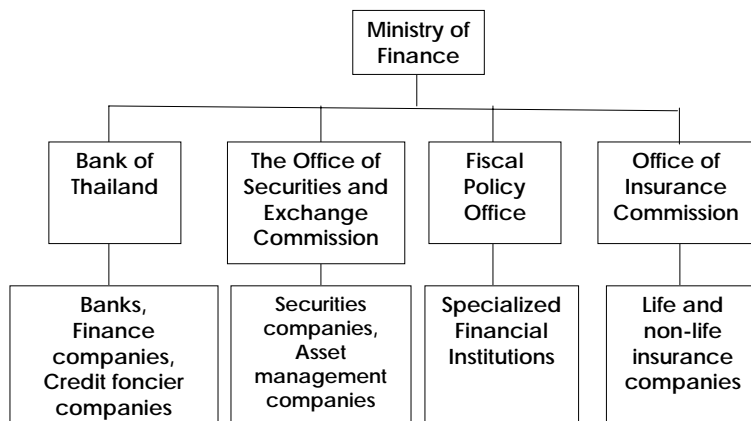 Ministry of
Finance
Bank of
Thailand
The Office of
Securities and
Exchange
Commission
Fiscal
Policy
Office
Office of
Insurance
Commission
Banks,
Finance
companies,
Credit foncier
companies
Securities
companies,
Asset
management
companies
Specialized
Financial
Institutions
Life and
non-life
insurance
companies